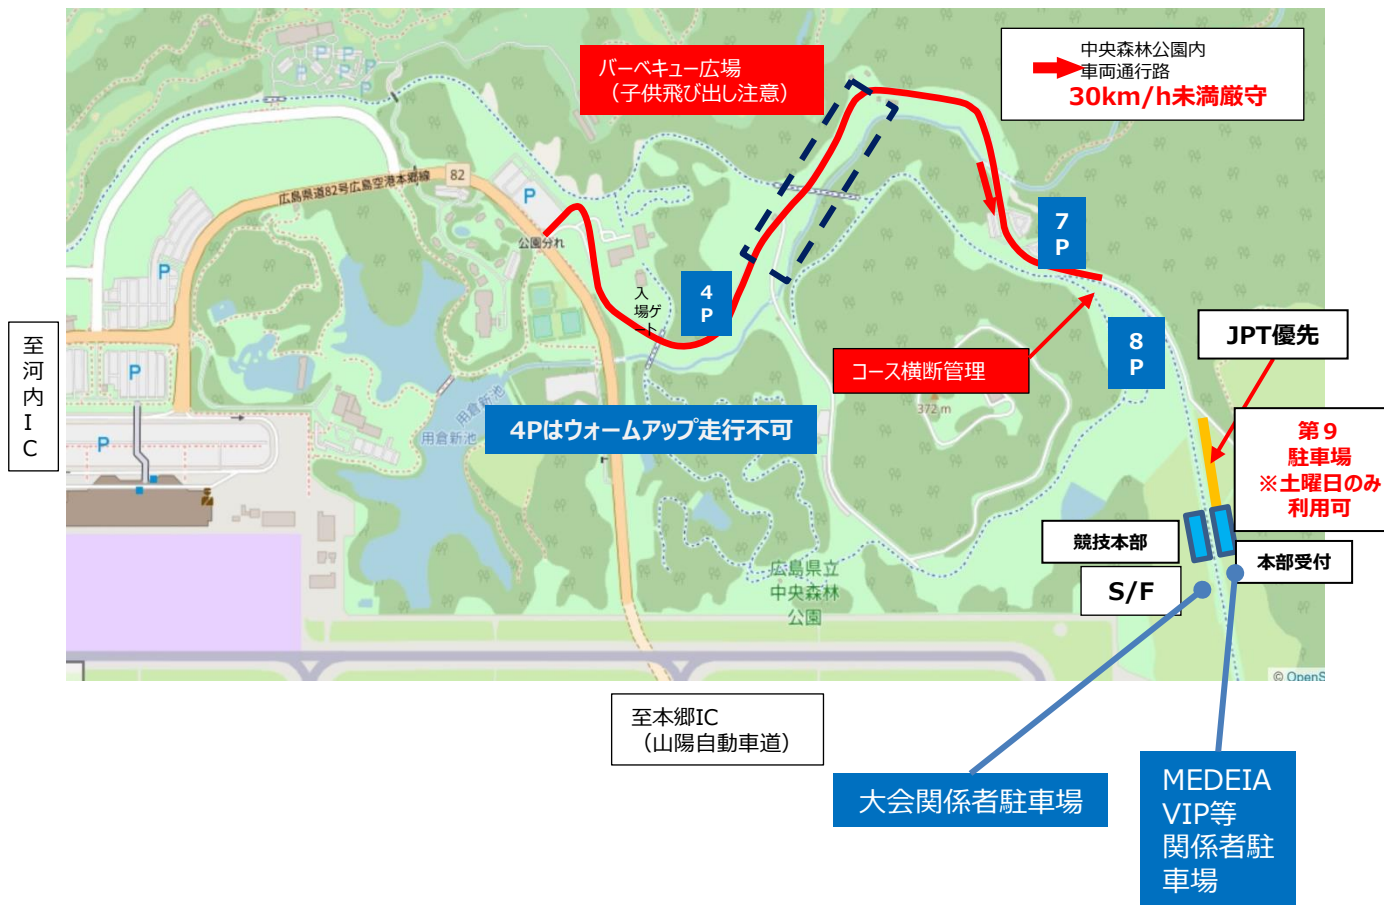 バーベキュー広場
（子供飛び出し注意）
中央森林公園内
車両通行路
30km/h未満厳守
P
P
P
P
P
P
P
広島県道82号広島空港本郷線
82
P
公園分れ
P
P
P
入
場ゲ
ート
4
P
7
P
8
P
至
河
内
I
C
コース横断管理
JPT優先
372 m
用倉新池
用倉新池
4Pはウォームアップ走行不可
第９
駐車場
※土曜日のみ
利用可
競技本部
本部受付
S/F
広島県立
中央森林
公園
© OpenS
至本郷IC
（山陽自動車道）
大会関係者駐車場
MEDEIA
VIP等
関係者駐
車場